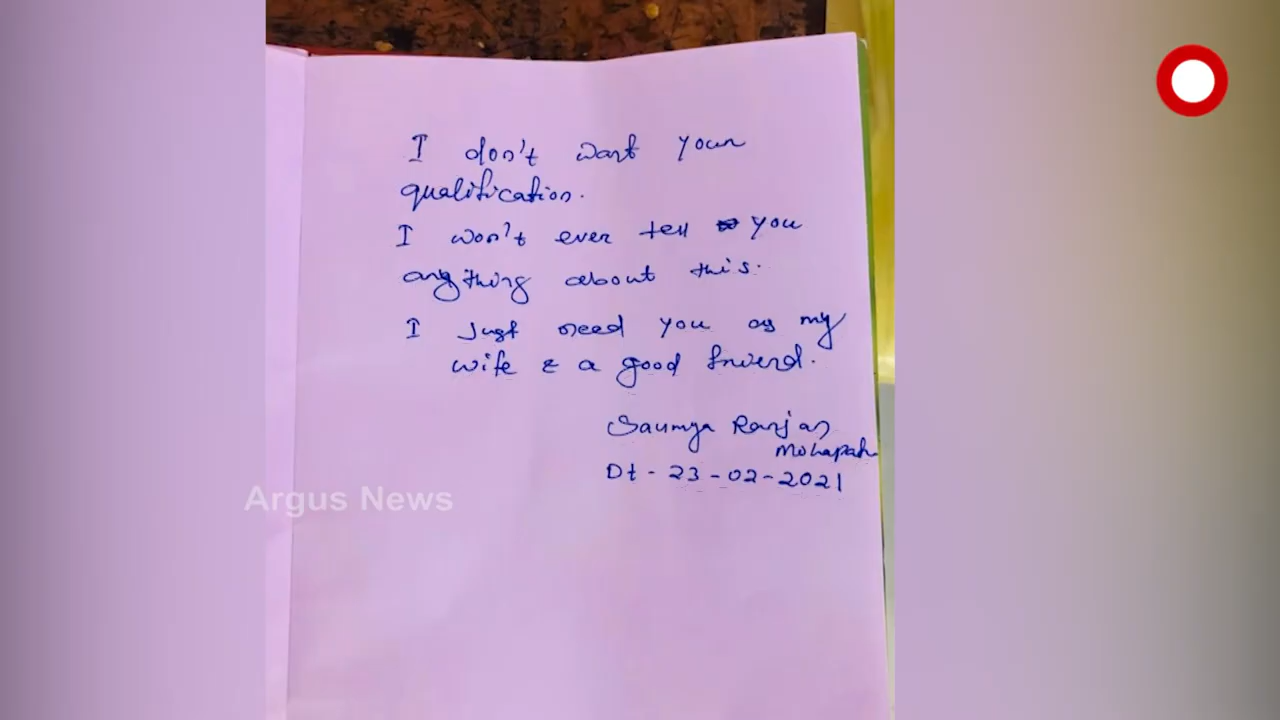 I don't want your
qualification.
I won't ever tell you
anything about this.
I Just need you as my
wife & a good friend.
Saumya Ranjan
Mohapatr
Dt - 23 - 02 - 2021
Argus News